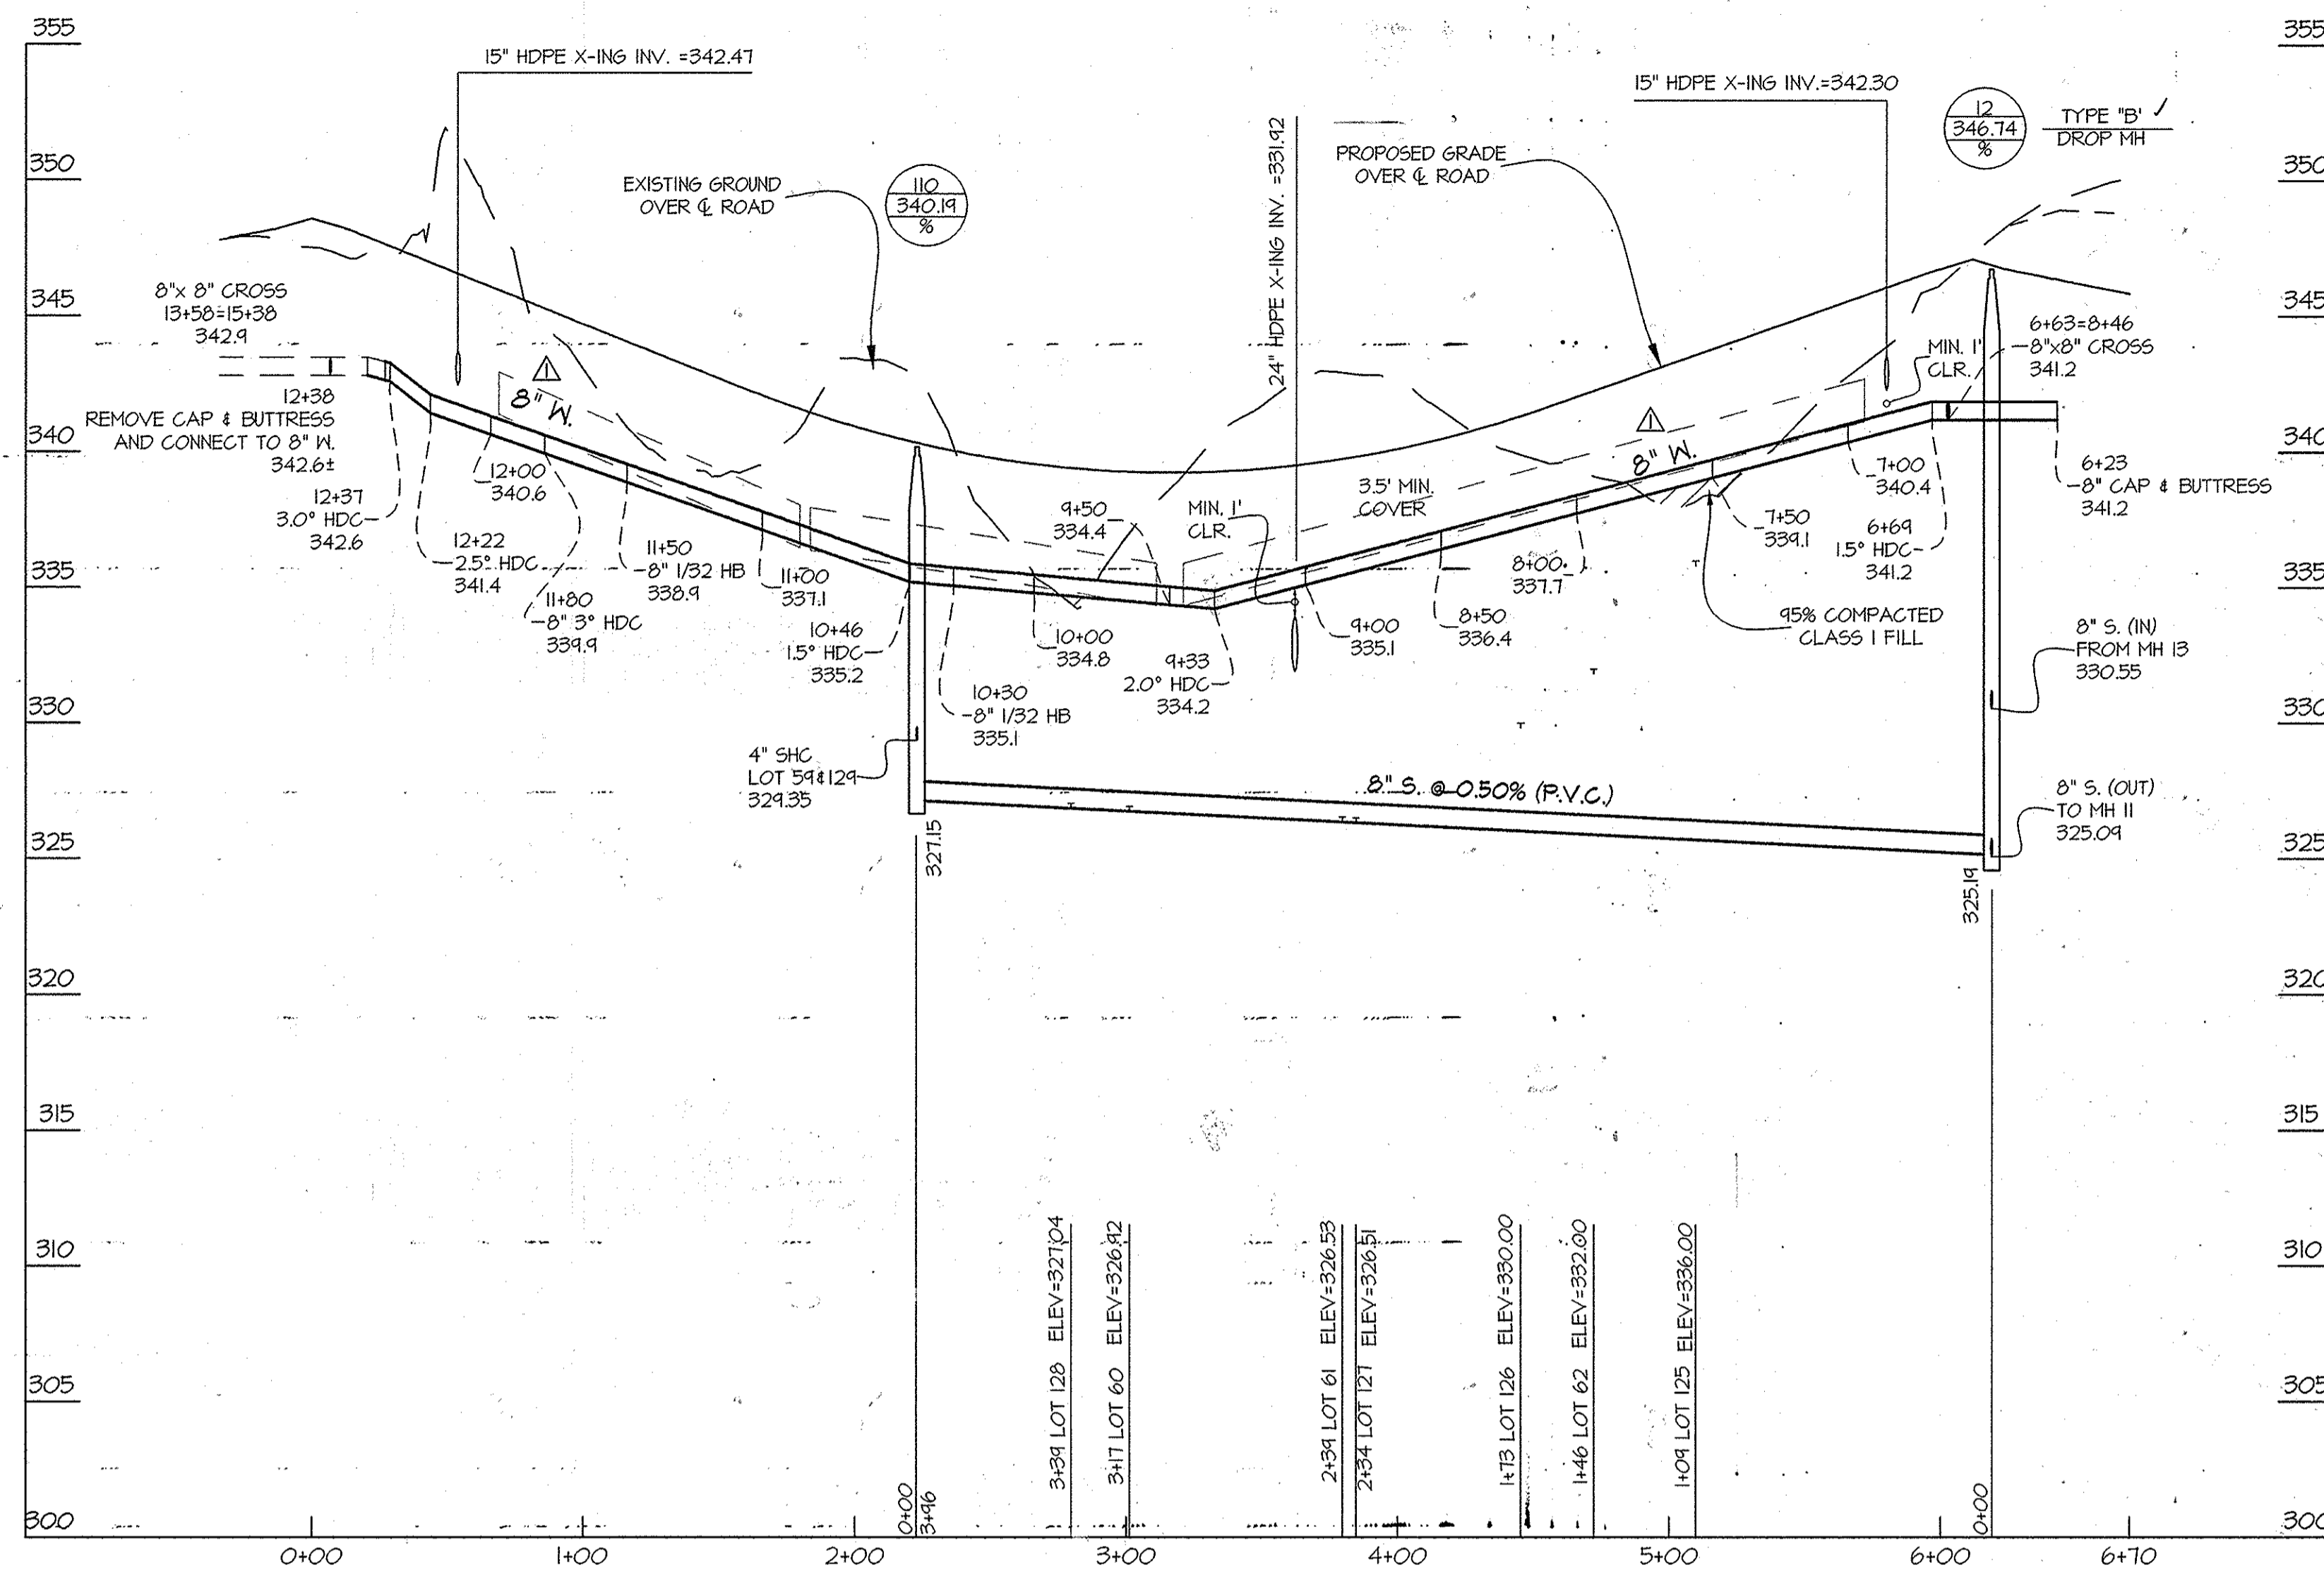 355
350
345
340
335
330
325
320
315
310
305
300
15" HDPE X-ING INV. =342.47
EXISTING GROUND
OVER ℄ ROAD
110
340.19
%
24" HDPE X-ING INV. =331.92
PROPOSED GRADE
OVER ℄ ROAD
15" HDPE X-ING INV.=342.30
12
346.74
%
TYPE "B'
DROP MH
8"x 8" CROSS
13+58=15+38
342.9
12+38
REMOVE CAP & BUTTRESS
AND CONNECT TO 8" W.
342.6±
12+37
3.0° HDC
342.6
12+22
2.5° HDC
341.4
12+00
340.6
1
8" W.
11+80
8" 3° HDC
339.9
11+50
8" 1/32 HB
338.9
11+00
337.1
10+46
1.5° HDC
335.2
10+30
8" 1/32 HB
335.1
10+00
334.8
9+50
334.4
9+33
2.0° HDC
334.2
MIN. 1'
CLR.
9+00
335.1
3.5' MIN.
COVER
8+50
336.4
8+00
337.7
1
8" W.
7+50
339.1
95% COMPACTED
CLASS I FILL
7+00
340.4
6+69
1.5° HDC
341.2
MIN. 1'
CLR.
6+63=8+46
8"x8" CROSS
341.2
6+23
8" CAP & BUTTRESS
341.2
8" S. (IN)
FROM MH 13
330.55
8" S. (OUT)
TO MH 11
325.09
4" SHC
LOT 59&129
329.35
327.15
8" S. @ 0.50% (P.V.C.)
325.19
3+39 LOT 128 ELEV=327.04
3+17 LOT 60 ELEV=326.92
2+39 LOT 61 ELEV=326.53
2+34 LOT 127 ELEV=326.51
1+73 LOT 126 ELEV=330.00
1+46 LOT 62 ELEV=332.00
1+09 LOT 125 ELEV=336.00
0+00
3+96
0+00
0+00
1+00
2+00
3+00
4+00
5+00
6+00
6+70
355
350
345
340
335
330
325
320
315
310
305
300